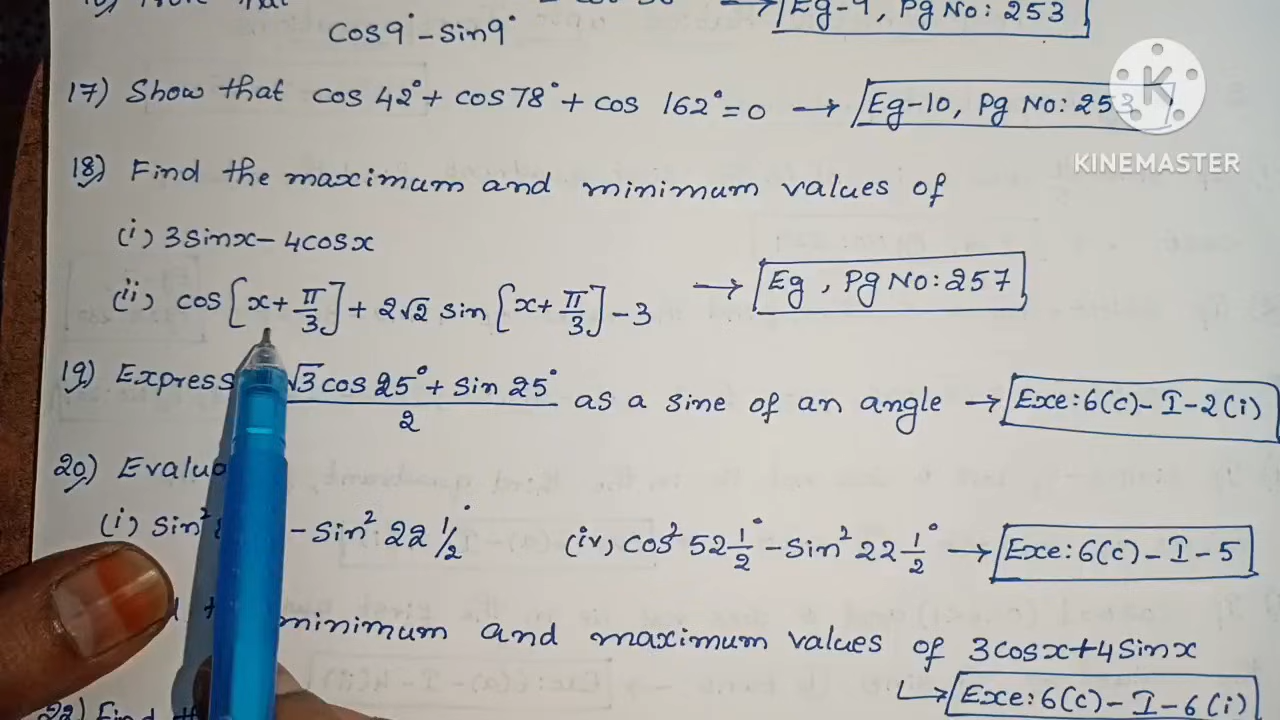 Cos9° - Sin9° → Eg-9, Pg No: 253
17) Show that cos 42° + cos 78° + cos 162° = 0 → Eg-10, Pg No: 253
KINEMASTER
18) Find the maximum and minimum values of
(i) 3sinx - 4cosx
(ii) cos[x + π/3] + 2√2 sin[x + π/3] - 3 → Eg, Pg No: 257
19) Express √3 cos 25° + Sin 25° / 2 as a sine of an angle → Exe: 6(c) - I - 2(i)
20)
(i) Sin² - Sin² 22 1/2° (iv) cos² 52 1/2° - Sin² 22 1/2° → Exe: 6(c) - I - 5
minimum and maximum values of 3cosx + 4Sinx
↳ Exe: 6(c) - I - 6(i)
22) Find